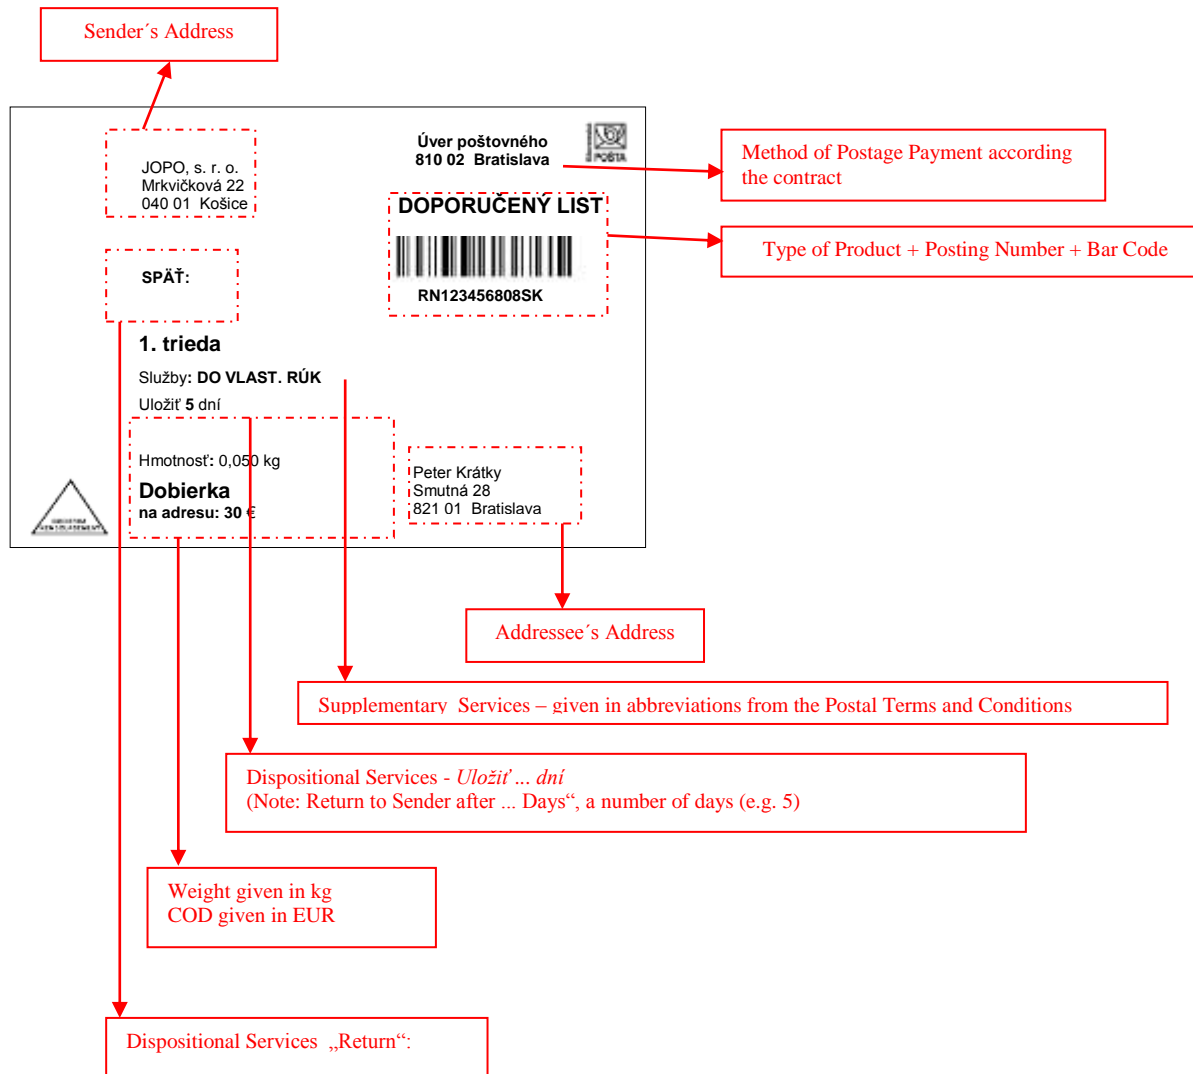 Sender´s Address
JOPO, s. r. o.
Mrkvičková 22
040 01 Košice
Úver poštovného
810 02 Bratislava
POŠTA
Method of Postage Payment according
the contract
DOPORUČENÝ LIST
RN123456808SK
Type of Product + Posting Number + Bar Code
SPÄŤ:
1. trieda
Služby: DO VLAST. RÚK
Uložiť 5 dní
Hmotnosť: 0,050 kg
Dobierka
na adresu: 30 €
Peter Krátky
Smutná 28
821 01 Bratislava
Addressee´s Address
Supplementary Services – given in abbreviations from the Postal Terms and Conditions
Dispositional Services - Uložiť ... dní
(Note: Return to Sender after ... Days“, a number of days (e.g. 5)
Weight given in kg
COD given in EUR
Dispositional Services „Return“: